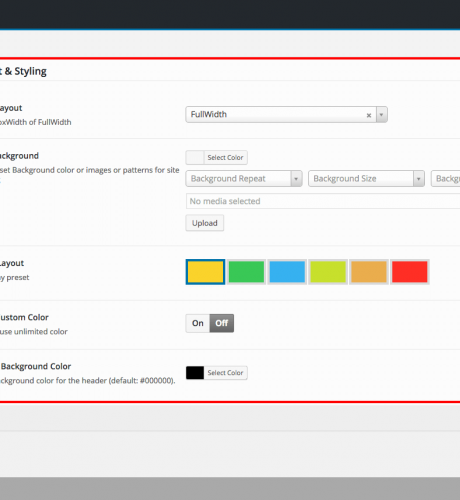 t & Styling
ayout
FullWidth
oxWidth of FullWidth
ackground
Select Color
set Background color or images or patterns for site
Background Repeat
Background Size
Backg
No media selected
Upload
Layout
ny preset
ustom Color
On
Off
use unlimited color
Background Color
Select Color
ackground color for the header (default: #000000).